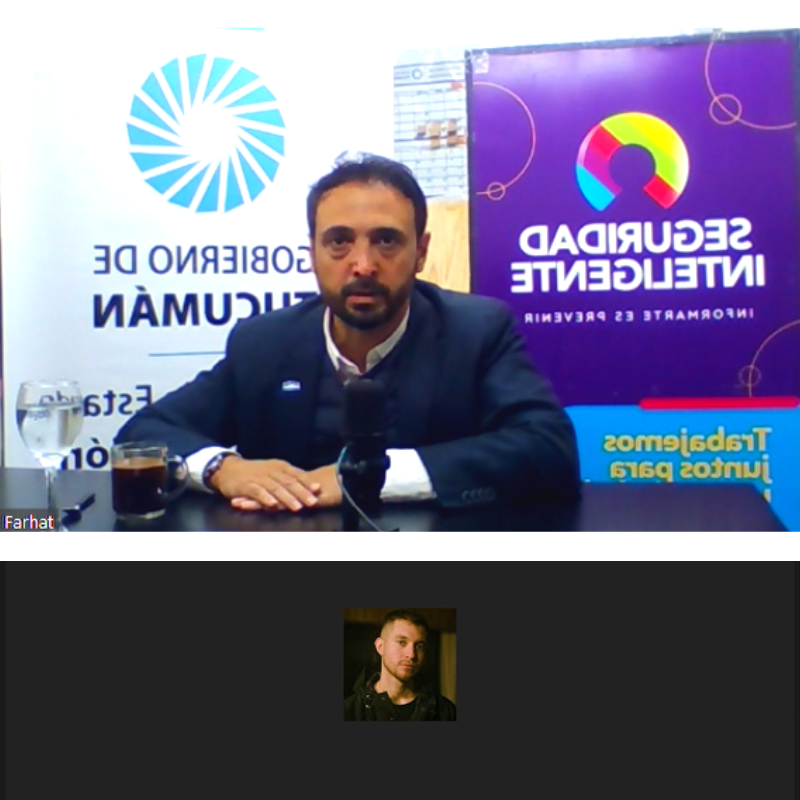 GOBIERNO DE
TUCUMÁN
SEGURIDAD
INTELIGENTE
INFORMARTE ES PREVENIR
Trabajemos
juntos para
Farhat